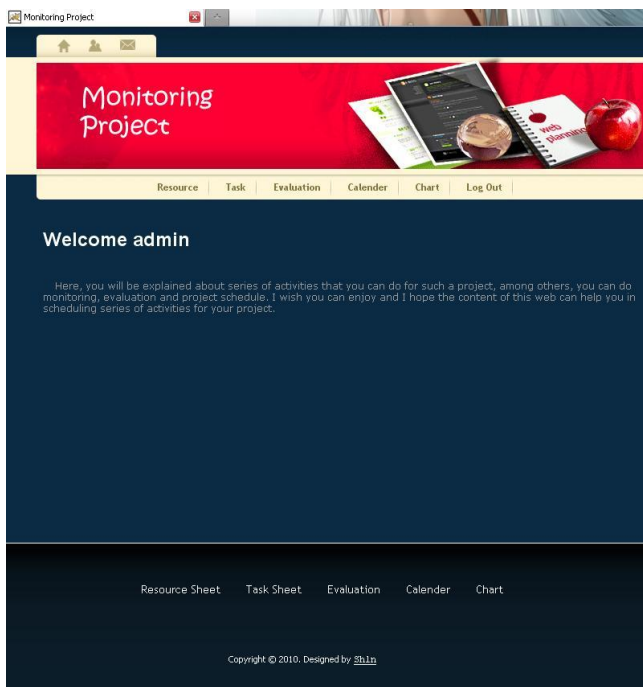 Monitoring Project
Monitoring
Project
web
planning
Resource Task Evaluation Calender Chart Log Out
Welcome admin
Here, you will be explained about series of activities that you can do for such a project, among others, you can do
monitoring, evaluation and project schedule. I wish you can enjoy and I hope the content of this web can help you in
scheduling series of activities for your project.
Resource Sheet Task Sheet Evaluation Calender Chart
Copyright © 2010. Designed by Sh1n